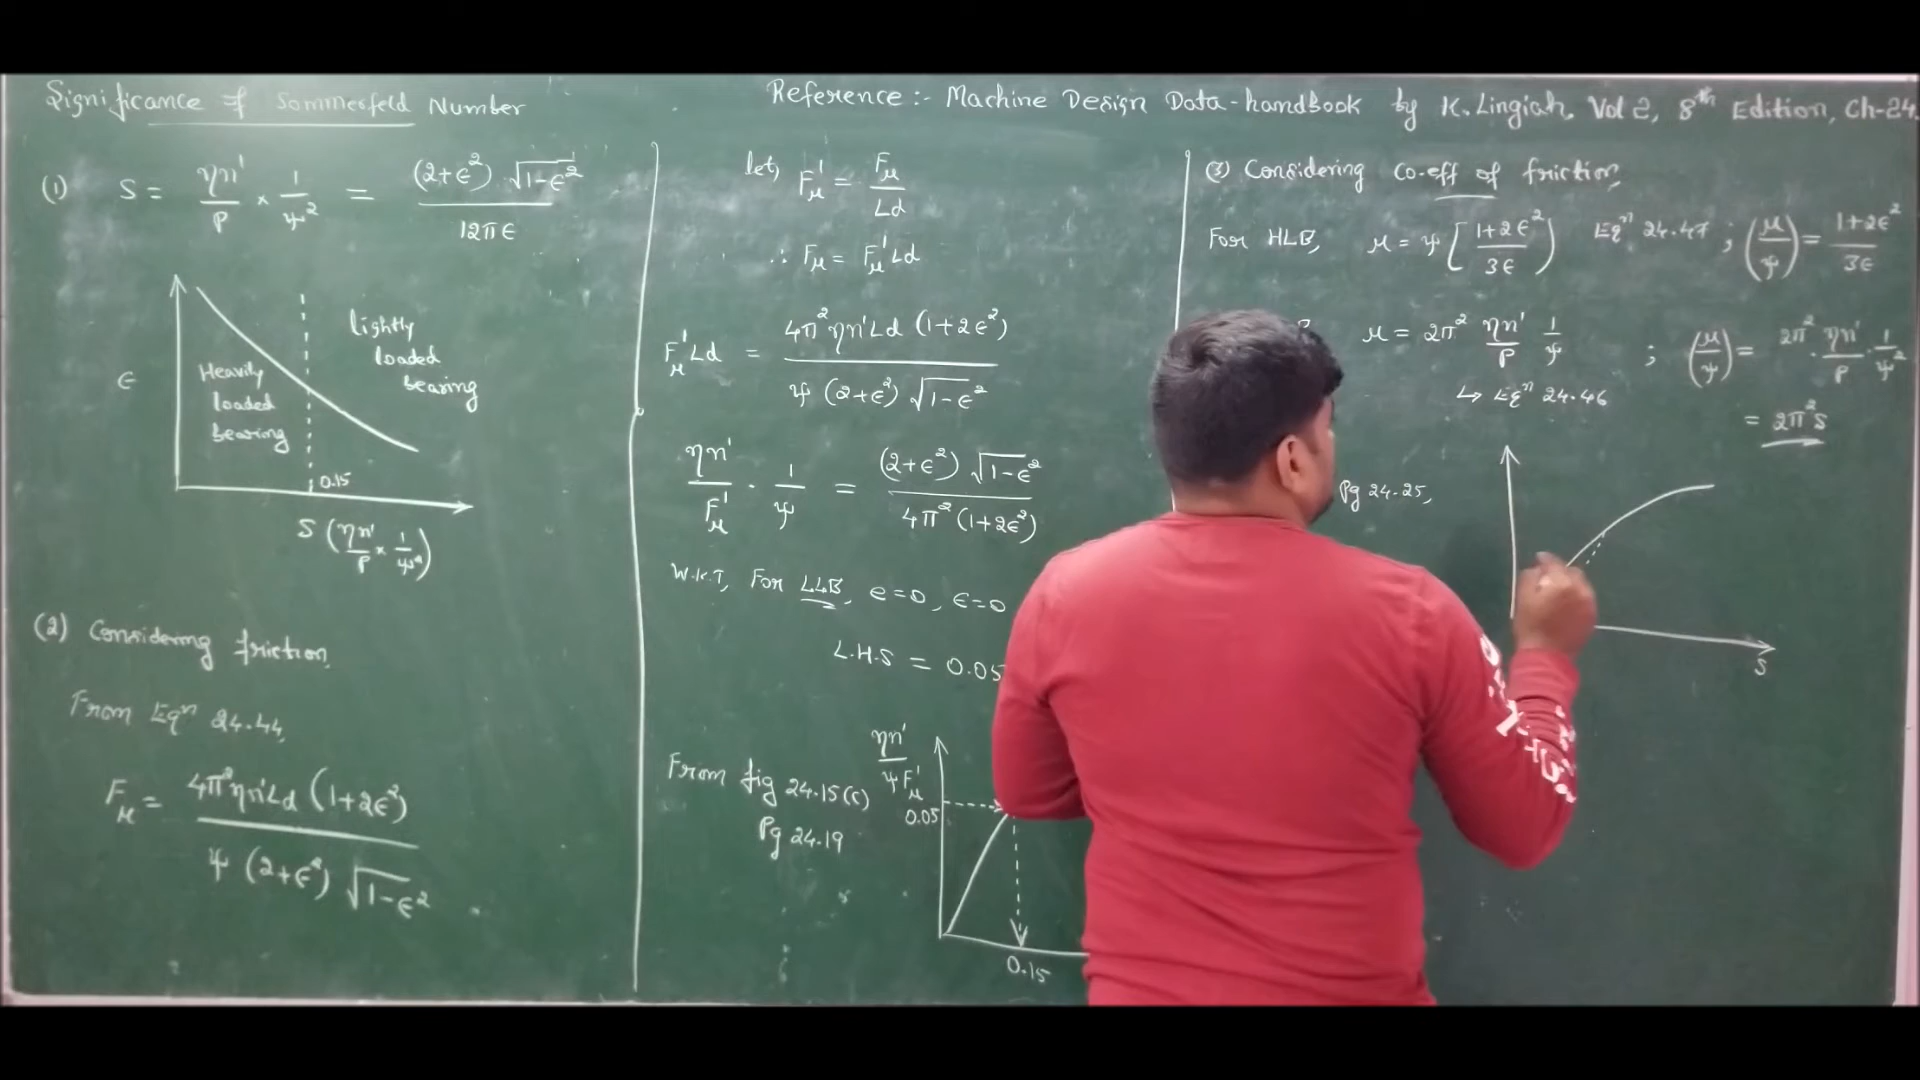 Significance of Sommerfeld Number
Reference :- Machine Design Data-handbook by K. Lingiah, Vol 2, 8th Edition, Ch-24.
(1) S = ηn'/P × 1/ψ² = (2+ε²) √1-ε² / 12πε
ε
Heavily
loaded
bearing
lightly
loaded
bearing
0.15
S (ηn'/P × 1/ψ²)
(2) Considering friction,
From Eqⁿ 24.44,
Fμ = 4π²ηn'Ld (1+2ε²) / ψ (2+ε²) √1-ε²
let, F'μ = Fμ/Ld
∴ Fμ = F'μ Ld
F'μ Ld = 4π²ηn'Ld (1+2ε²) / ψ (2+ε²) √1-ε²
ηn'/F'μ · 1/ψ = (2+ε²) √1-ε² / 4π² (1+2ε²)
W.K.T, For LLB, e=0, ε=0
L.H.S = 0.05
From fig 24.15(c)
Pg 24.19
ηn'/ψF'μ
0.05
0.15
(3) Considering co-eff of friction,
For HLB, μ = ψ [1+2ε²/3ε] Eqⁿ 24.47 ; (μ/ψ) = 1+2ε²/3ε
μ = 2π² ηn'/P 1/ψ ; (μ/ψ) = 2π² · ηn'/P · 1/ψ²
↳ Eqⁿ 24.46
= 2π²s
Pg 24.25,
S